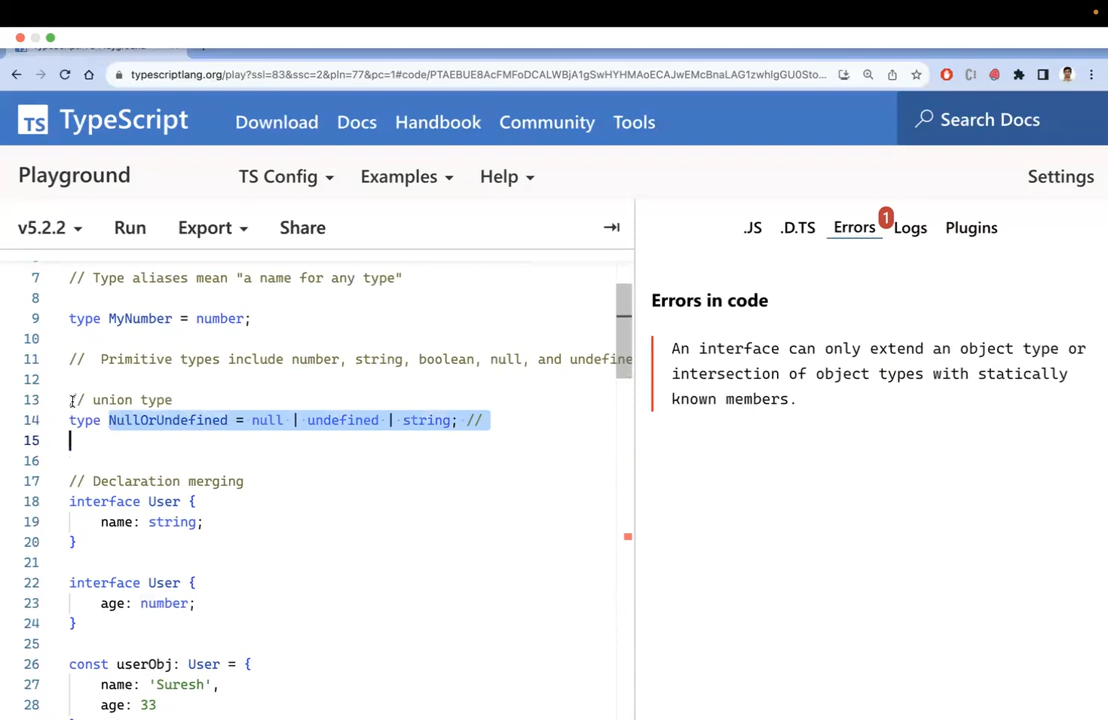 typescriptlang.org/play?ssl=83&ssc=2&pln=77&pc=1#code/PTAEBUE8AcFMFoDCALWBjA1gSwHYHMAoECAJwEMcBnaLAG1zwhIgGU0Sto...
TS TypeScript Download Docs Handbook Community Tools Search Docs
Playground TS Config Examples Help Settings
v5.2.2 Run Export Share .JS .D.TS Errors 1 Logs Plugins
7 // Type aliases mean "a name for any type"
8
9 type MyNumber = number;
10
11 //  Primitive types include number, string, boolean, null, and undefine
12
13 // union type
14 type NullOrUndefined = null | undefined | string; //
15
16
17 // Declaration merging
18 interface User {
19 name: string;
20 }
21
22 interface User {
23 age: number;
24 }
25
26 const userObj: User = {
27 name: 'Suresh',
28 age: 33
Errors in code
An interface can only extend an object type or
intersection of object types with statically
known members.